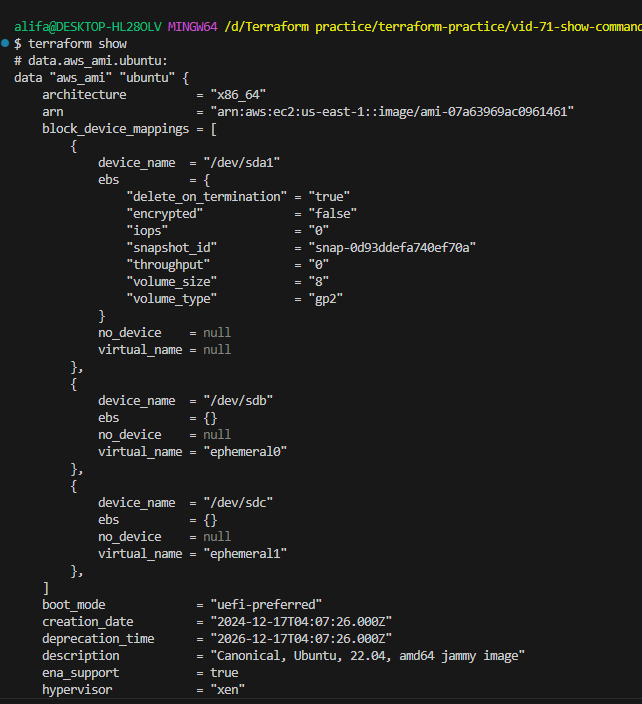 alifa@DESKTOP-HL28OLV MINGW64 /d/Terraform practice/terraform-practice/vid-71-show-command
$ terraform show
# data.aws_ami.ubuntu:
data "aws_ami" "ubuntu" {
    architecture          = "x86_64"
    arn                   = "arn:aws:ec2:us-east-1::image/ami-07a63969ac0961461"
    block_device_mappings = [
        {
            device_name  = "/dev/sda1"
            ebs          = {
                "delete_on_termination" = "true"
                "encrypted"             = "false"
                "iops"                  = "0"
                "snapshot_id"           = "snap-0d93ddefa740ef70a"
                "throughput"            = "0"
                "volume_size"           = "8"
                "volume_type"           = "gp2"
            }
            no_device    = null
            virtual_name = null
        },
        {
            device_name  = "/dev/sdb"
            ebs          = {}
            no_device    = null
            virtual_name = "ephemeral0"
        },
        {
            device_name  = "/dev/sdc"
            ebs          = {}
            no_device    = null
            virtual_name = "ephemeral1"
        },
    ]
    boot_mode             = "uefi-preferred"
    creation_date         = "2024-12-17T04:07:26.000Z"
    deprecation_time      = "2026-12-17T04:07:26.000Z"
    description           = "Canonical, Ubuntu, 22.04, amd64 jammy image"
    ena_support           = true
    hypervisor            = "xen"